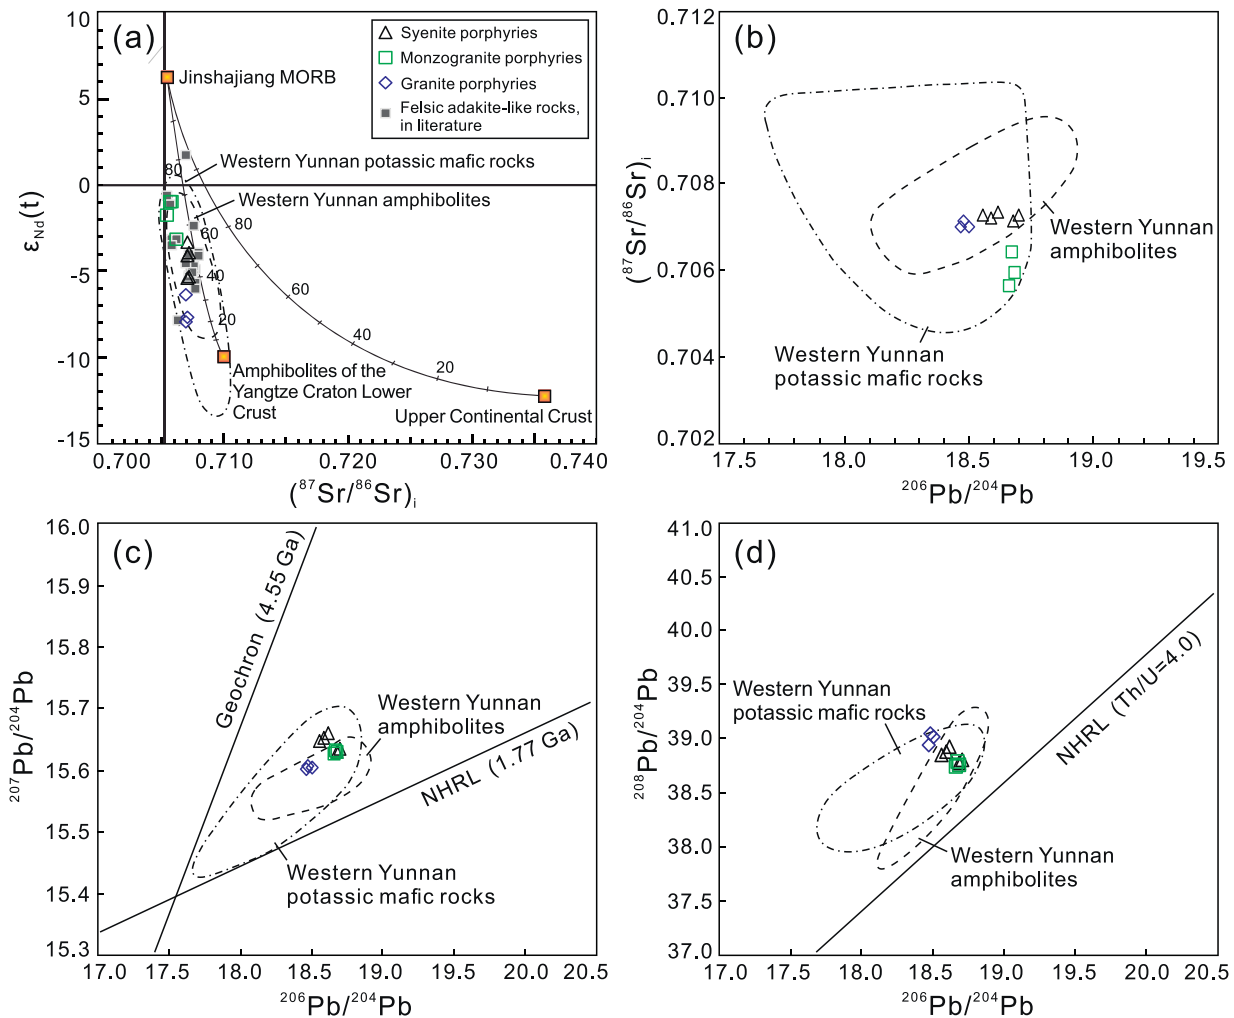 (a)
10
5
0
-5
-10
-15
εNd(t)
Syenite porphyries
Monzogranite porphyries
Granite porphyries
Felsic adakite-like rocks,
in literature
Jinshajiang MORB
Western Yunnan potassic mafic rocks
Western Yunnan amphibolites
80
60
40
20
80
60
40
20
Amphibolites of the
Yangtze Craton Lower
Crust
Upper Continental Crust
0.700
0.710
0.720
0.730
0.740
(87Sr/86Sr)i
(b)
0.712
0.710
0.708
0.706
0.704
0.702
(87Sr/86Sr)i
Western Yunnan
amphibolites
Western Yunnan
potassic mafic rocks
17.5
18.0
18.5
19.0
19.5
206Pb/204Pb
(c)
16.0
15.9
15.8
15.7
15.6
15.5
15.4
15.3
207Pb/204Pb
Geochron (4.55 Ga)
Western Yunnan
amphibolites
NHRL (1.77 Ga)
Western Yunnan
potassic mafic rocks
17.0
17.5
18.0
18.5
19.0
19.5
20.0
20.5
206Pb/204Pb
(d)
41.0
40.5
40.0
39.5
39.0
38.5
38.0
37.5
37.0
208Pb/204Pb
Western Yunnan
potassic mafic rocks
NHRL (Th/U=4.0)
Western Yunnan
amphibolites
17.0
17.5
18.0
18.5
19.0
19.5
20.0
20.5
206Pb/204Pb